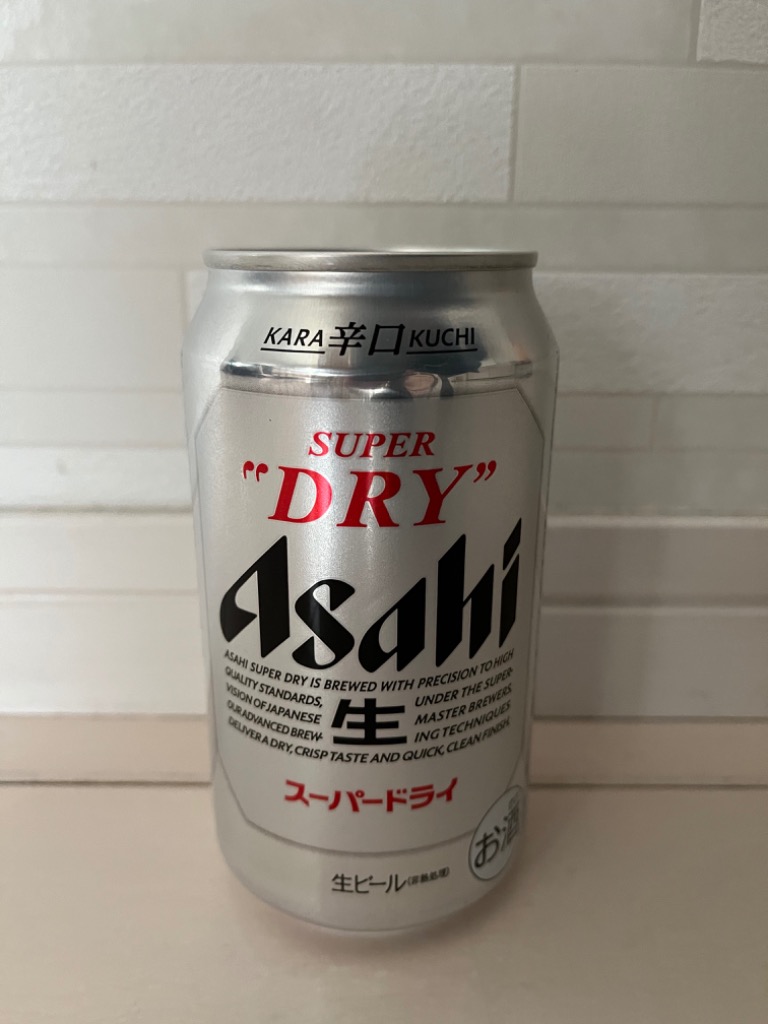 KARA 辛口 KUCHI
SUPER
"DRY"
Asahi
ASAHI SUPER DRY IS BREWED WITH PRECISION TO HIGH
QUALITY STANDARDS, UNDER THE SUPER-
VISION OF JAPANESE MASTER BREWERS.
OUR ADVANCED BREW- ING TECHNIQUES
DELIVER A DRY, CRISP TASTE AND QUICK, CLEAN FINISH.
生
スーパードライ
お酒
生ビール(非熱処理)